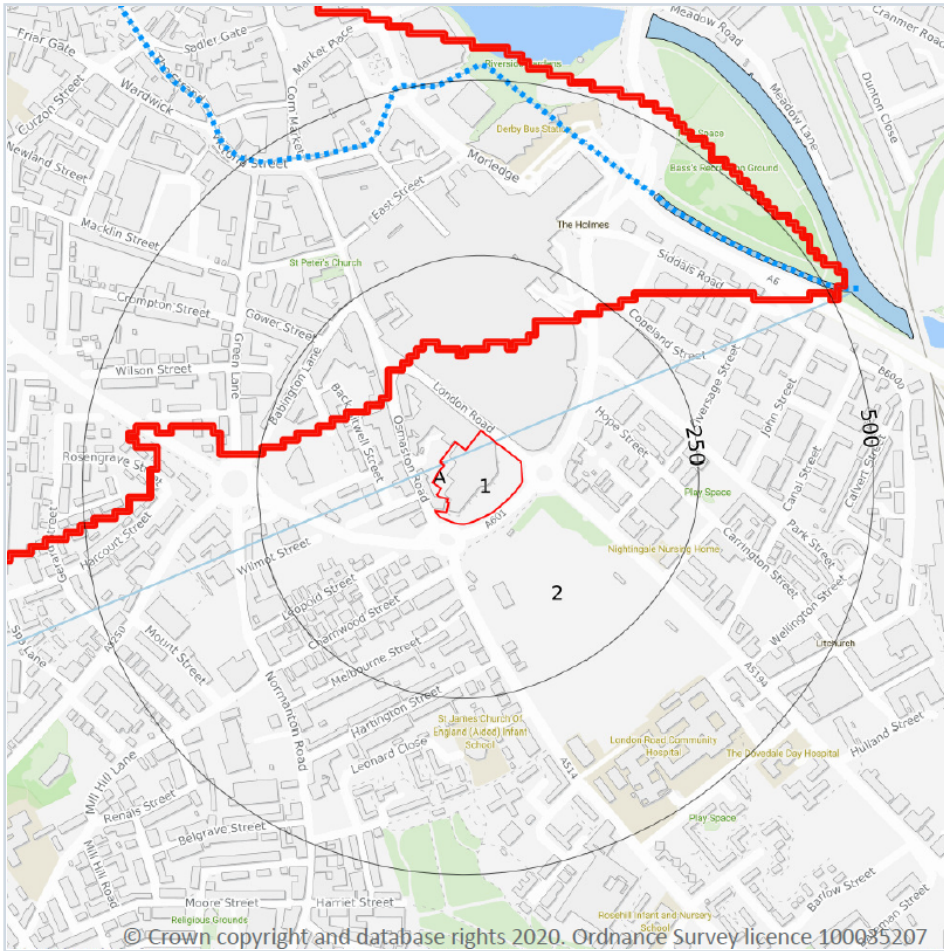 Meadow Road
Cranmer Road
Friar Gate
Sadler Gate
Market Place
The Strand
Wardwick
Curzon Street
Corn Market
Riverside Gardens
Meadow Lane
Dunton Close
Derby Bus Station
Space
Newland Street
Street
Morledge
Bass's Recreation Ground
East Street
Macklin Street
The Holmes
St Peter's Church
Siddals Road
A6
Crompton Street
Gower Street
Copeland Street
B6000
Green Lane
Babington Lane
Wilson Street
Liversage Street
John Street
London Road
Back Sitwell Street
Osmaston Road
Hope Street
250
500
Rosengrave Street
A
1
Canal Street
Calvert Street
Play Space
A601
Harcourt Street
Park Street
Wilmot Street
Nightingale Nursing Home
Carrington Street
Leopold Street
2
Wellington Street
Charnwood Street
Spa Lane
A5250
Mount Street
Litchurch
Melbourne Street
A5194
Normanton Road
Hartington Street
St James Church Of
England (Aided) Infant
School
London Road Community
Hospital
The Dovedale Day Hospital
Hulland Street
Leonard Close
A514
Mill Hill Lane
Renals Street
Play Space
Belgrave Street
Mill Hill Road
Barlow Street
Moore Street
Harriet Street
Religious Grounds
Rosehill Infant and Nursery
School
© Crown copyright and database rights 2020. Ordnance Survey licence 100035207